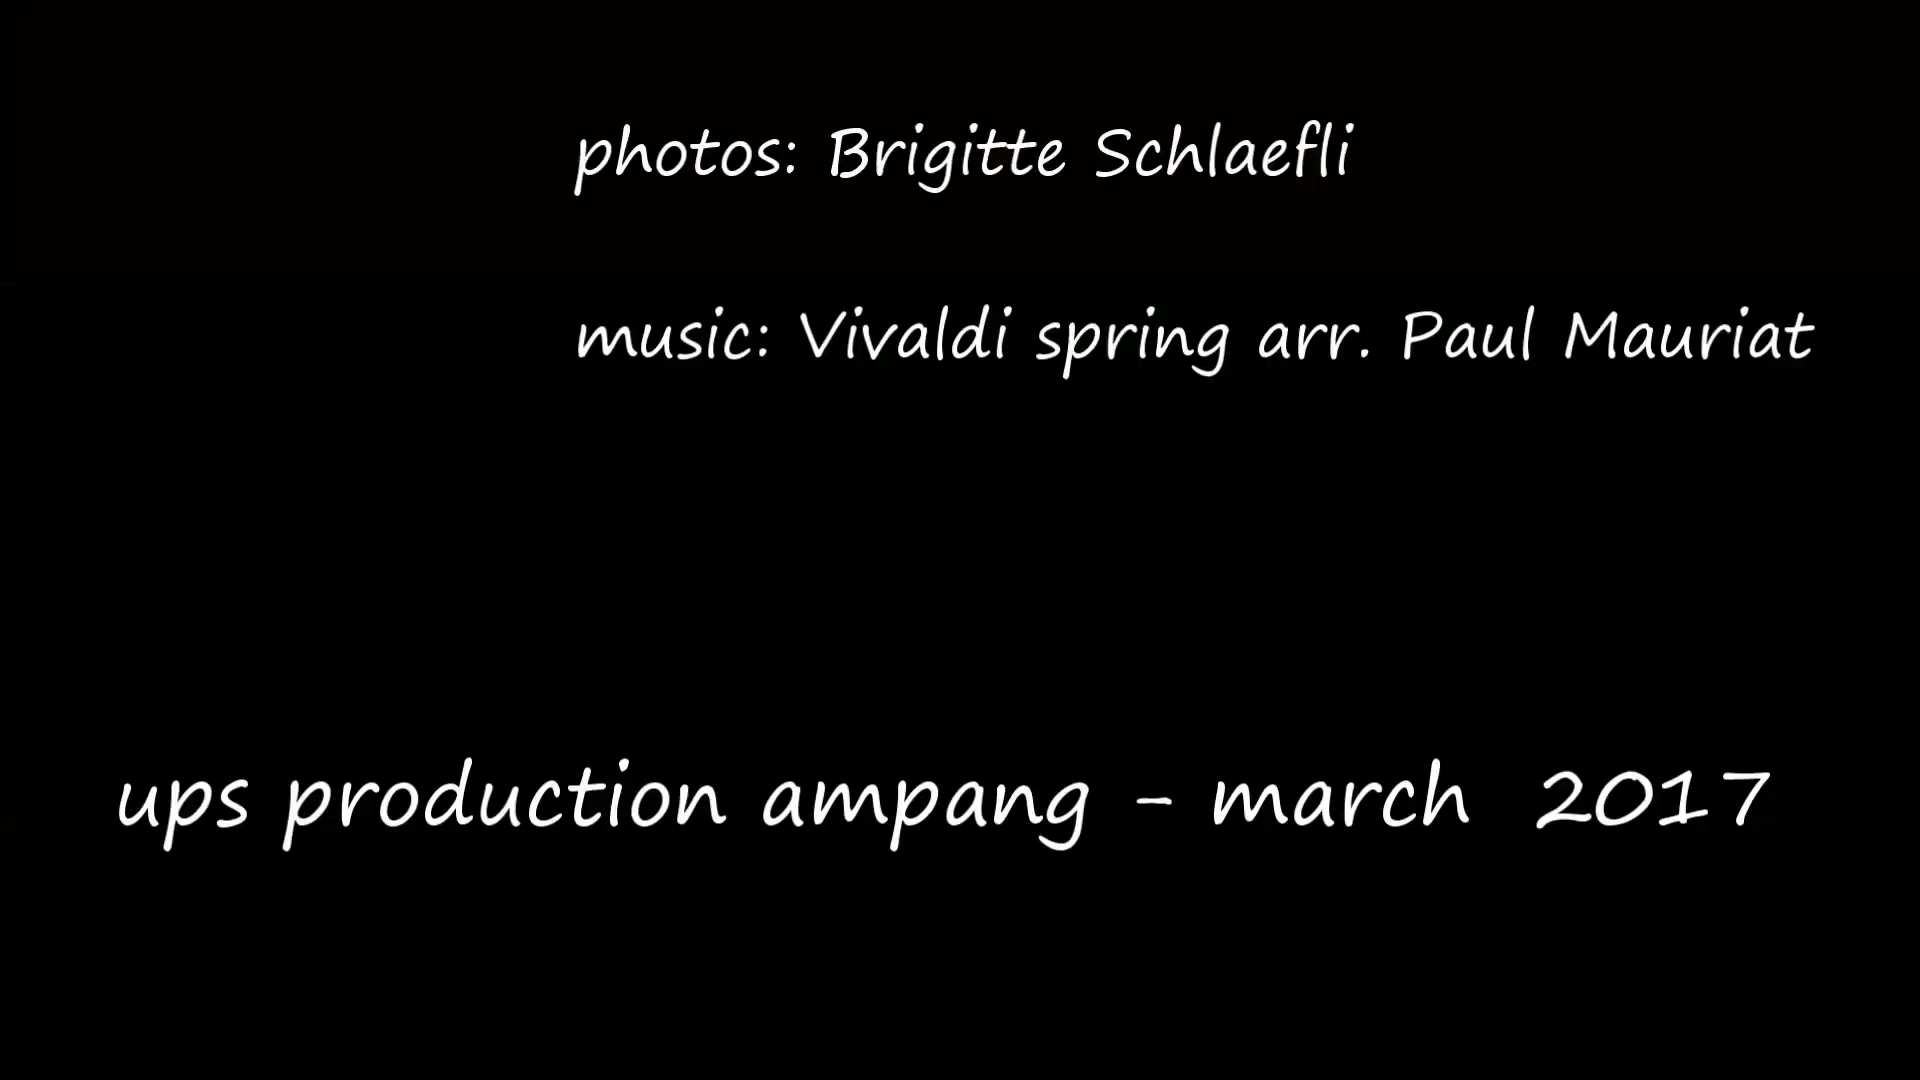 photos: Brigitte Schlaefli
music: Vivaldi spring arr. Paul Mauriat
ups production ampang - march 2017